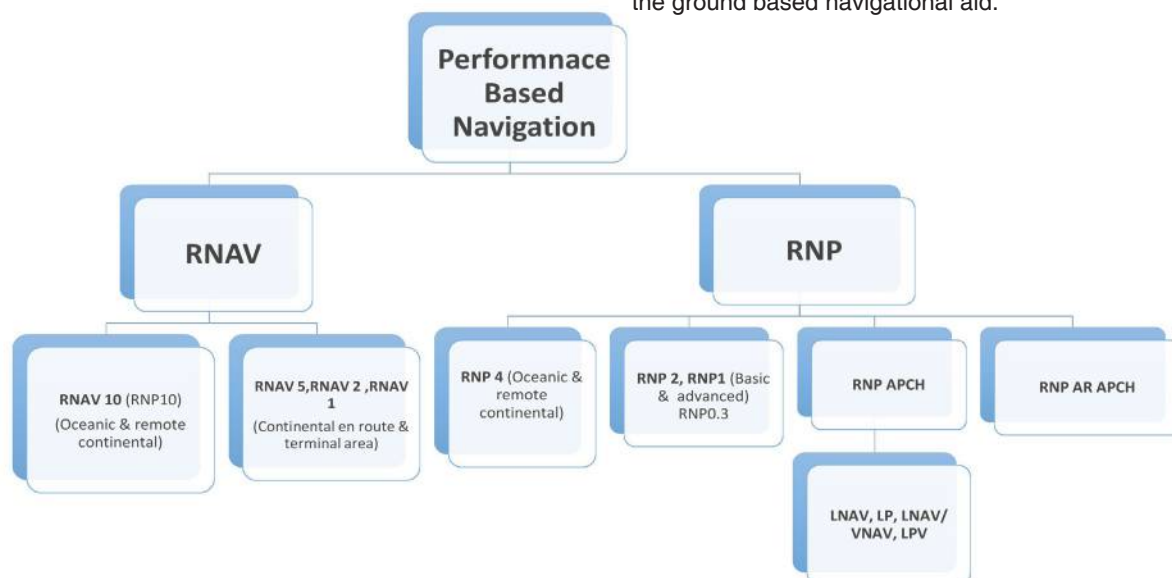 the ground based navigational aid.
Performnace
Based
Navigation
RNAV
RNP
RNAV 10 (RNP10)
(Oceanic & remote
continental)
RNAV 5,RNAV 2 ,RNAV
1
(Continental en route &
terminal area)
RNP 4 (Oceanic &
remote
continental)
RNP 2, RNP1 (Basic
& advanced)
RNP0.3
RNP APCH
RNP AR APCH
LNAV, LP, LNAV/
VNAV, LPV